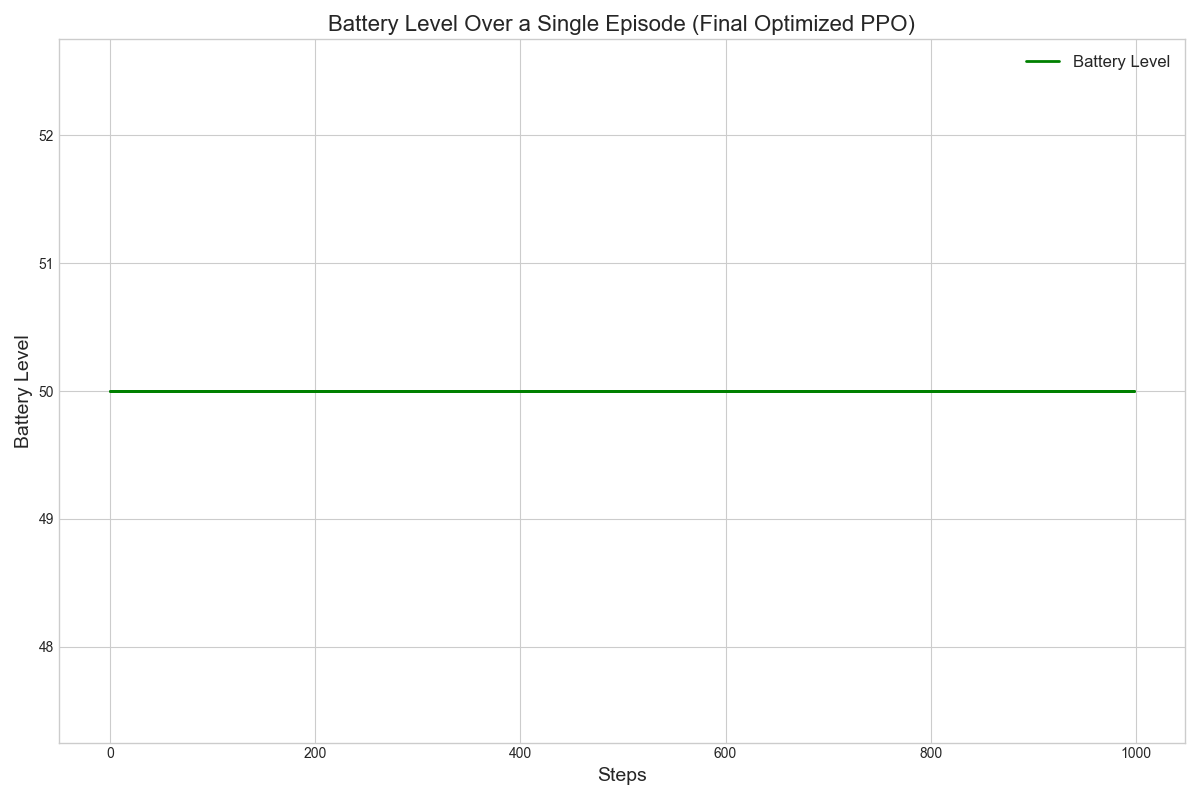 Battery Level Over a Single Episode (Final Optimized PPO)
Battery Level
52
51
50
49
48
Battery Level
0 200 400 600 800 1000
Steps